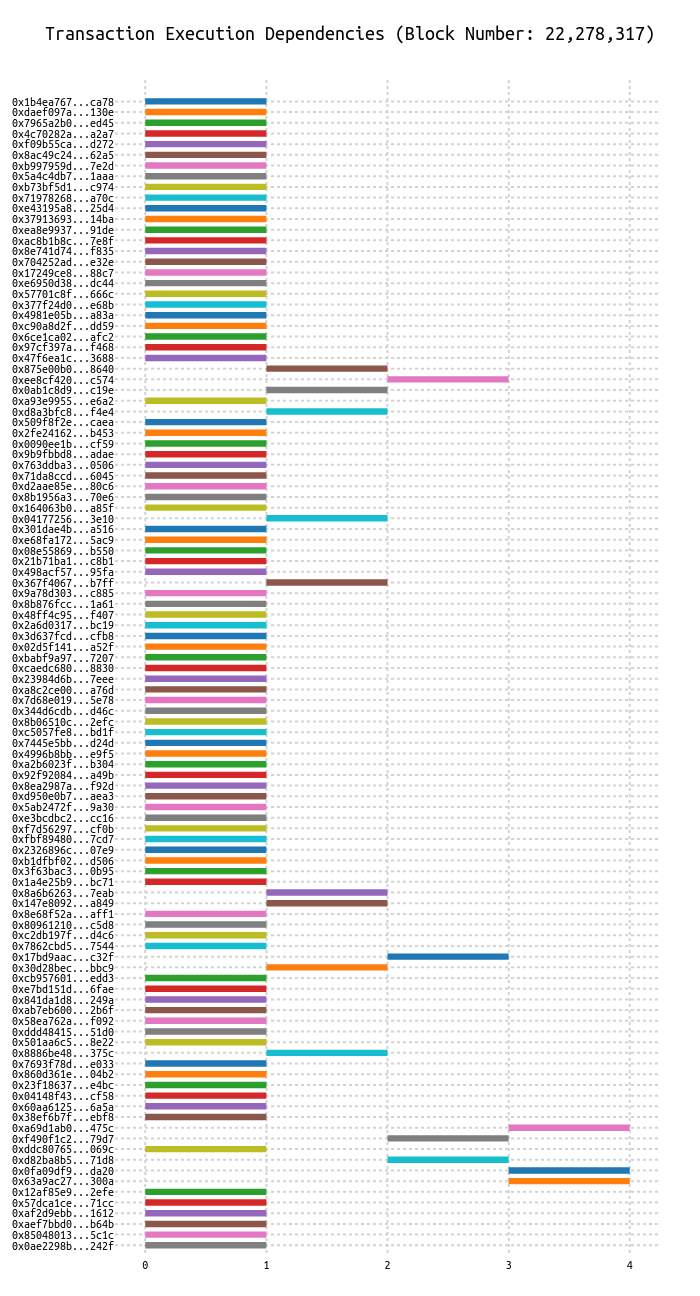 Transaction Execution Dependencies (Block Number: 22,278,317)
0x1b4ea767...ca78
0xdaef097a...130e
0x7965a2b0...ed45
0x4c70282a...a2a7
0xf09b55ca...d272
0x8ac49c24...62a5
0xb997959d...7e2d
0x5a4c4db7...1aaa
0xb73bf5d1...c974
0x71978268...a70c
0xe43195a8...25d4
0x37913693...14ba
0xea8e9937...91de
0xac8b1b8c...7e8f
0x8e741d74...f835
0x704252ad...e32e
0x17249ce8...88c7
0xe6950d38...dc44
0x57701c8f...666c
0x377f24d0...e68b
0x4981e05b...a83a
0xc90a8d2f...dd59
0x6ce1ca02...afc2
0x97cf397a...f468
0x47f6ea1c...3688
0x875e00b0...8640
0xee8cf420...c574
0x0ab1c8d9...c19e
0xa93e9955...e6a2
0xd8a3bfc8...f4e4
0x509f8f2e...caea
0x2fe24162...b453
0x0090ee1b...cf59
0x9b9fbbd8...adae
0x763ddba3...0506
0x71da8ccd...6045
0xd2aae85e...80c6
0x8b1956a3...70e6
0x164063b0...a85f
0x04177256...3e10
0x301dae4b...a516
0xe68fa172...5ac9
0x08e55869...b550
0x21b71ba1...c8b1
0x498acf57...95fa
0x367f4067...b7ff
0x9a78d303...c885
0x8b876fcc...1a61
0x48ff4c95...f407
0x2a6d0317...bc19
0x3d637fcd...cfb8
0x02d5f141...a52f
0xbabf9a97...7207
0xcaedc680...8830
0x23984d6b...7eee
0xa8c2ce00...a76d
0x7d68e019...5e78
0x344d6cdb...d46c
0x8b06510c...2efc
0xc5057fe8...bd1f
0x7445e5bb...d24d
0x4996b8bb...e9f5
0xa2b6023f...b304
0x92f92084...a49b
0x8ea2987a...f92d
0xd950e0b7...aea3
0x5ab2472f...9a30
0xe3bcdbc2...cc16
0xf7d56297...cf0b
0xfbf89480...7cd7
0x2326896c...07e9
0xb1dfbf02...d506
0x3f63bac3...0b95
0x1a4e25b9...bc71
0x8a6b6263...7eab
0x147e8092...a849
0x8e68f52a...aff1
0x80961210...c5d8
0xc2db197f...d4c6
0x7862cbd5...7544
0x17bd9aac...c32f
0x30d28bec...bbc9
0xcb957601...edd3
0xe7bd151d...6fae
0x841da1d8...249a
0xab7eb600...2b6f
0x58ea762a...f092
0xddd48415...51d0
0x501aa6c5...8e22
0x8886be48...375c
0x7693f78d...e033
0x860d361e...04b2
0x23f18637...e4bc
0x04148f43...cf58
0x60aa6125...6a5a
0x38ef6b7f...ebf8
0xa69d1ab0...475c
0xf490f1c2...79d7
0xddc80765...069c
0xd82ba8b5...71d8
0x0fa09df9...da20
0x63a9ac27...300a
0x12af85e9...2efe
0x57dca1ce...71cc
0xaf2d9ebb...1612
0xaef7bbd0...b64b
0x85048013...5c1c
0x0ae2298b...242f
0 1 2 3 4